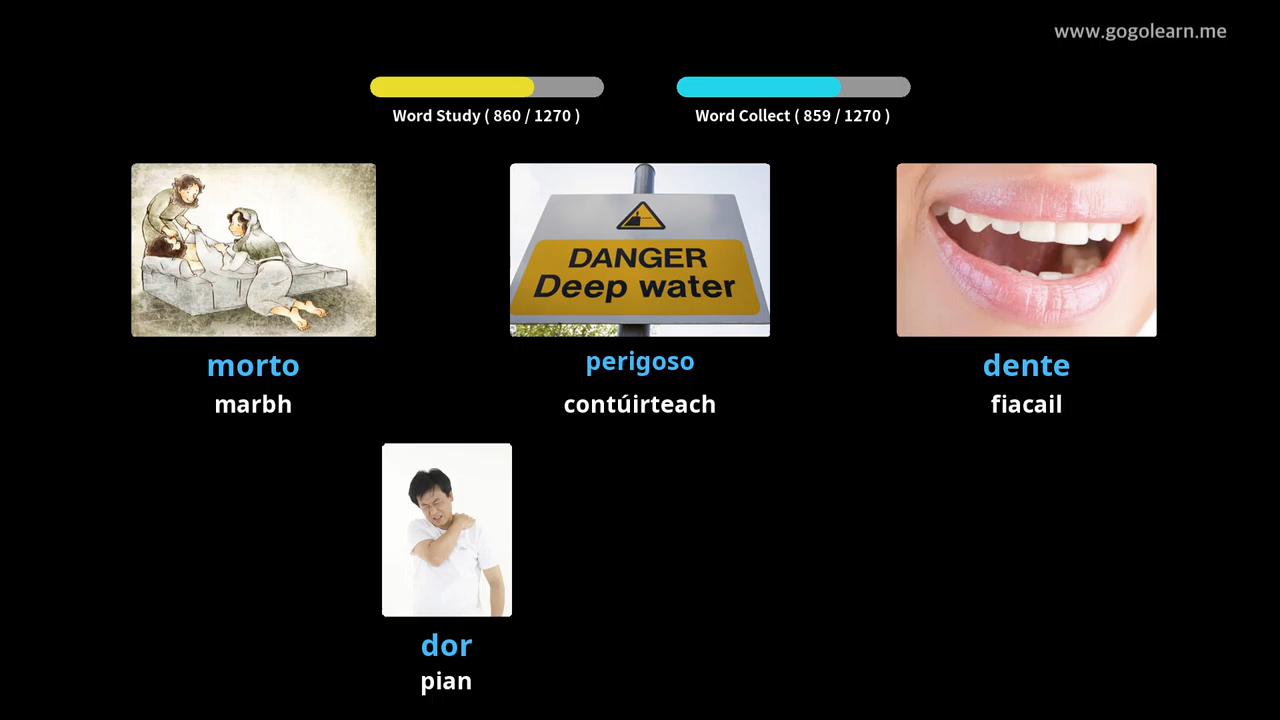 www.gogolearn.me
Word Study ( 860 / 1270 )
Word Collect ( 859 / 1270 )
DANGER
Deep water
morto
marbh
perigoso
contúirteach
dente
fiacail
dor
pian